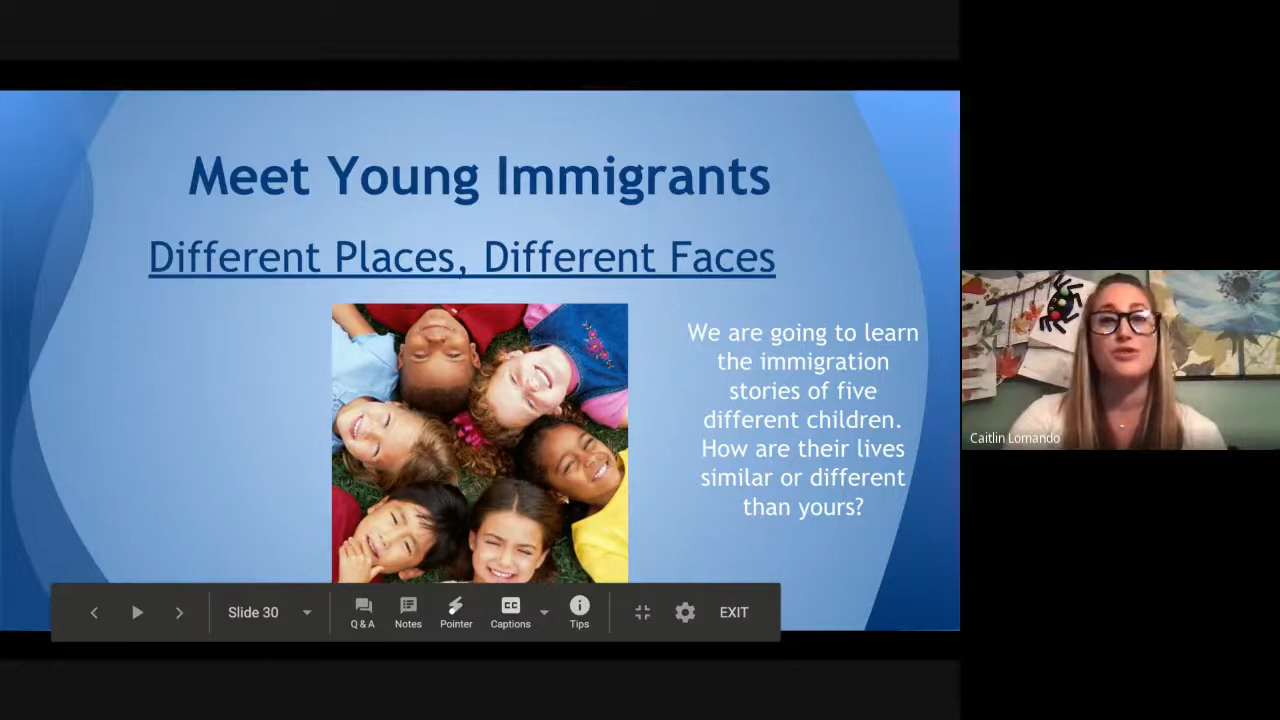 Meet Young Immigrants
Different Places, Different Faces
We are going to learn
the immigration
stories of five
different children.
How are their lives
similar or different
than yours?
Caitlin Lomando
Slide 30
Q & A
Notes
Pointer
CC
Captions
Tips
EXIT